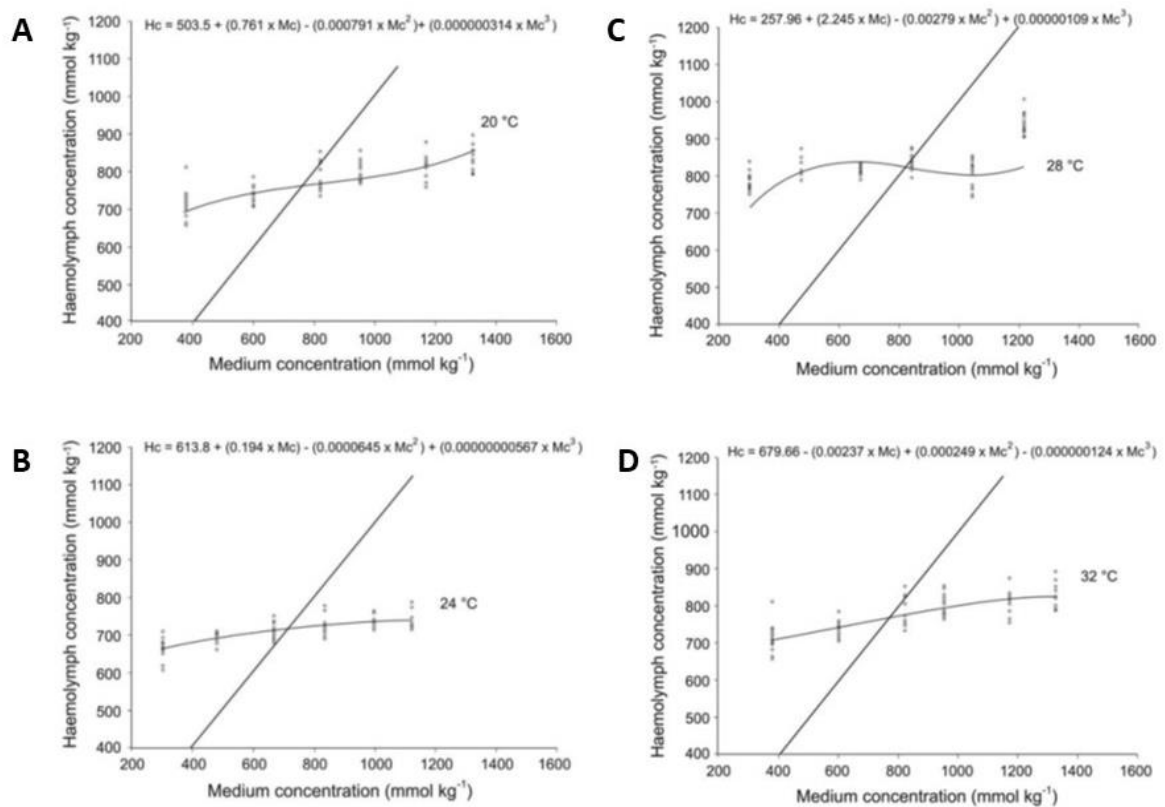 A
Hc = 503.5 + (0.761 x Mc) - (0.000791 x Mc²)+ (0.000000314 x Mc³)
Haemolymph concentration (mmol kg⁻¹)
1200
1100
1000
900
800
700
600
500
400
20 °C
200 400 600 800 1000 1200 1400 1600
Medium concentration (mmol kg⁻¹)
C
Hc = 257.96 + (2.245 x Mc) - (0.00279 x Mc²) + (0.00000109 x Mc³)
Haemolymph concentration (mmol kg⁻¹)
1200
1100
1000
900
800
700
600
500
400
28 °C
200 400 600 800 1000 1200 1400 1600
Medium concentration (mmol kg⁻¹)
B
Hc = 613.8 + (0.194 x Mc) - (0.0000645 x Mc²) + (0.00000000567 x Mc³)
Haemolymph concentration (mmol kg⁻¹)
1200
1100
1000
900
800
700
600
500
400
24 °C
200 400 600 800 1000 1200 1400 1600
Medium concentration (mmol kg⁻¹)
D
Hc = 679.66 - (0.00237 x Mc) + (0.000249 x Mc²) - (0.000000124 x Mc³)
Haemolymph concentration (mmol kg⁻¹)
1200
1100
1000
900
800
700
600
500
400
32 °C
200 400 600 800 1000 1200 1400 1600
Medium concentration (mmol kg⁻¹)